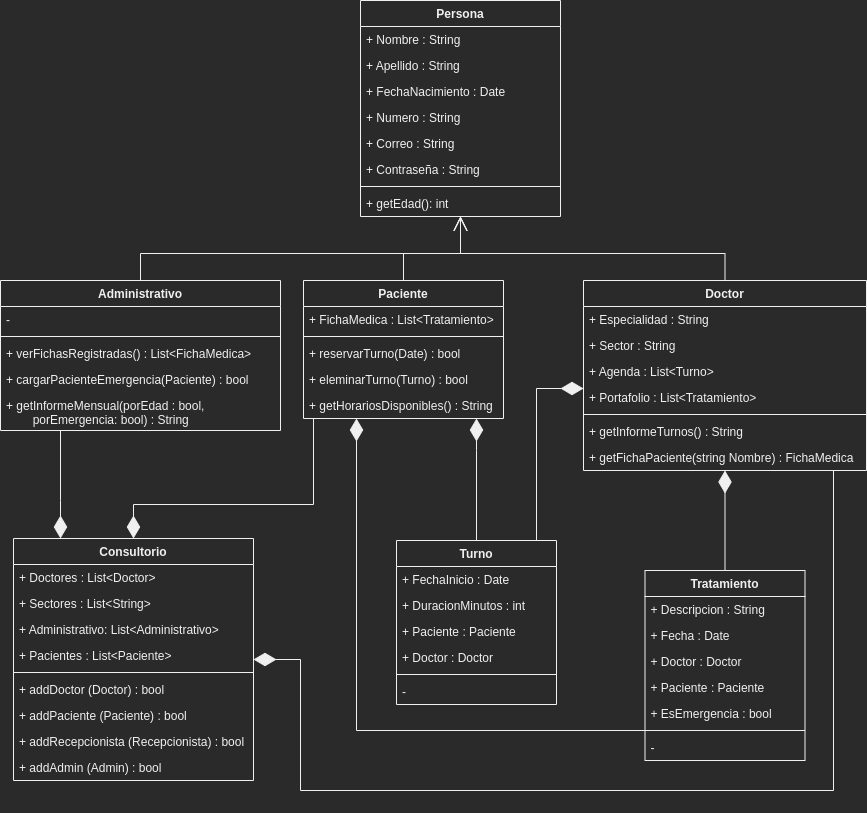 Persona
+ Nombre : String
+ Apellido : String
+ FechaNacimiento : Date
+ Numero : String
+ Correo : String
+ Contraseña : String
+ getEdad(): int
Administrativo
-
+ verFichasRegistradas() : List<FichaMedica>
+ cargarPacienteEmergencia(Paciente) : bool
+ getInformeMensual(porEdad : bool,
porEmergencia: bool) : String
Paciente
+ FichaMedica : List<Tratamiento>
+ reservarTurno(Date) : bool
+ eleminarTurno(Turno) : bool
+ getHorariosDisponibles() : String
Doctor
+ Especialidad : String
+ Sector : String
+ Agenda : List<Turno>
+ Portafolio : List<Tratamiento>
+ getInformeTurnos() : String
+ getFichaPaciente(string Nombre) : FichaMedica
Consultorio
+ Doctores : List<Doctor>
+ Sectores : List<String>
+ Administrativo: List<Administrativo>
+ Pacientes : List<Paciente>
+ addDoctor (Doctor) : bool
+ addPaciente (Paciente) : bool
+ addRecepcionista (Recepcionista) : bool
+ addAdmin (Admin) : bool
Turno
+ FechaInicio : Date
+ DuracionMinutos : int
+ Paciente : Paciente
+ Doctor : Doctor
-
Tratamiento
+ Descripcion : String
+ Fecha : Date
+ Doctor : Doctor
+ Paciente : Paciente
+ EsEmergencia : bool
-